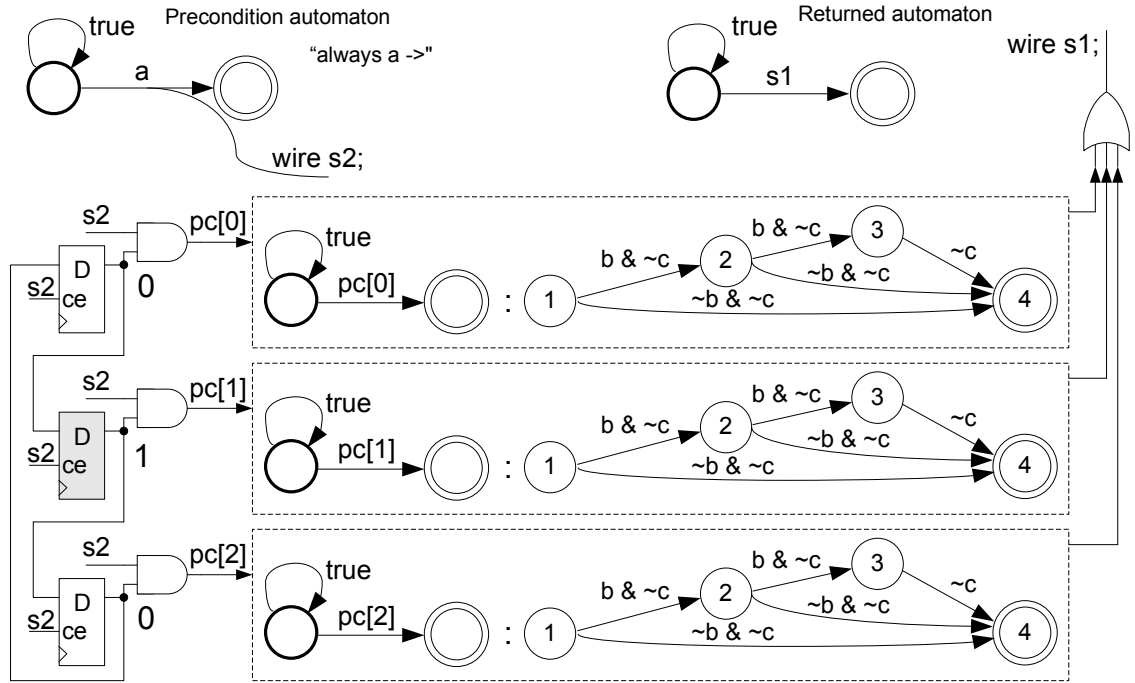 Precondition automaton
Returned automaton
true
"always a ->"
a
wire s2;
true
s1
wire s1;
s2
pc[0]
D
s2
ce
0
true
pc[0]
:
1
b & ~c
2
b & ~c
3
~c
~b & ~c
~b & ~c
4
s2
pc[1]
D
s2
ce
1
true
pc[1]
:
1
b & ~c
2
b & ~c
3
~c
~b & ~c
~b & ~c
4
s2
pc[2]
D
s2
ce
0
true
pc[2]
:
1
b & ~c
2
b & ~c
3
~c
~b & ~c
~b & ~c
4